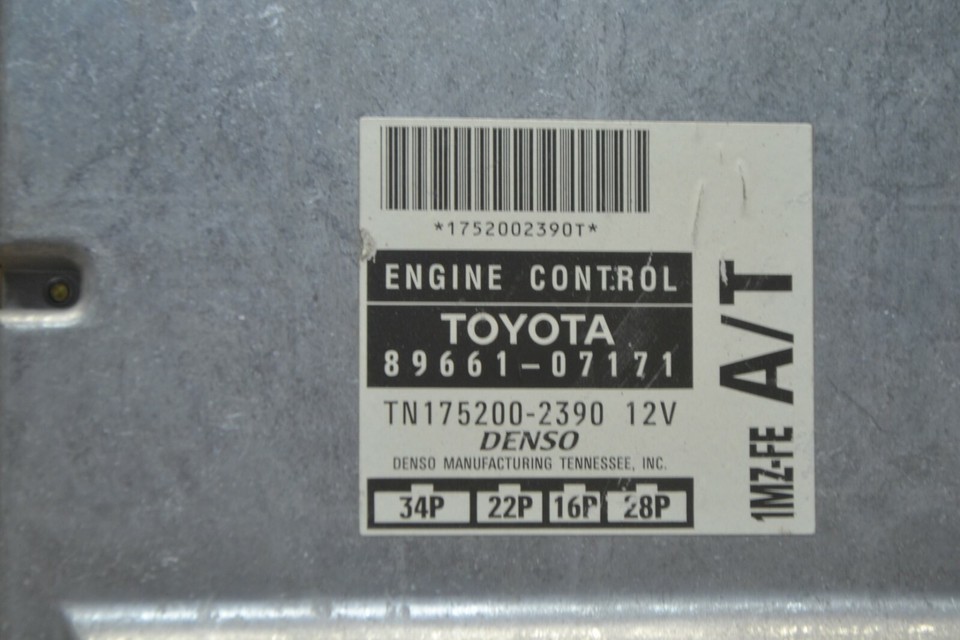 *1752002390T*
ENGINE CONTROL
TOYOTA
89661-07171
TN175200-2390 12V
DENSO
DENSO MANUFACTURING TENNESSEE, INC.
34P 22P 16P 28P
1MZ-FE A/T